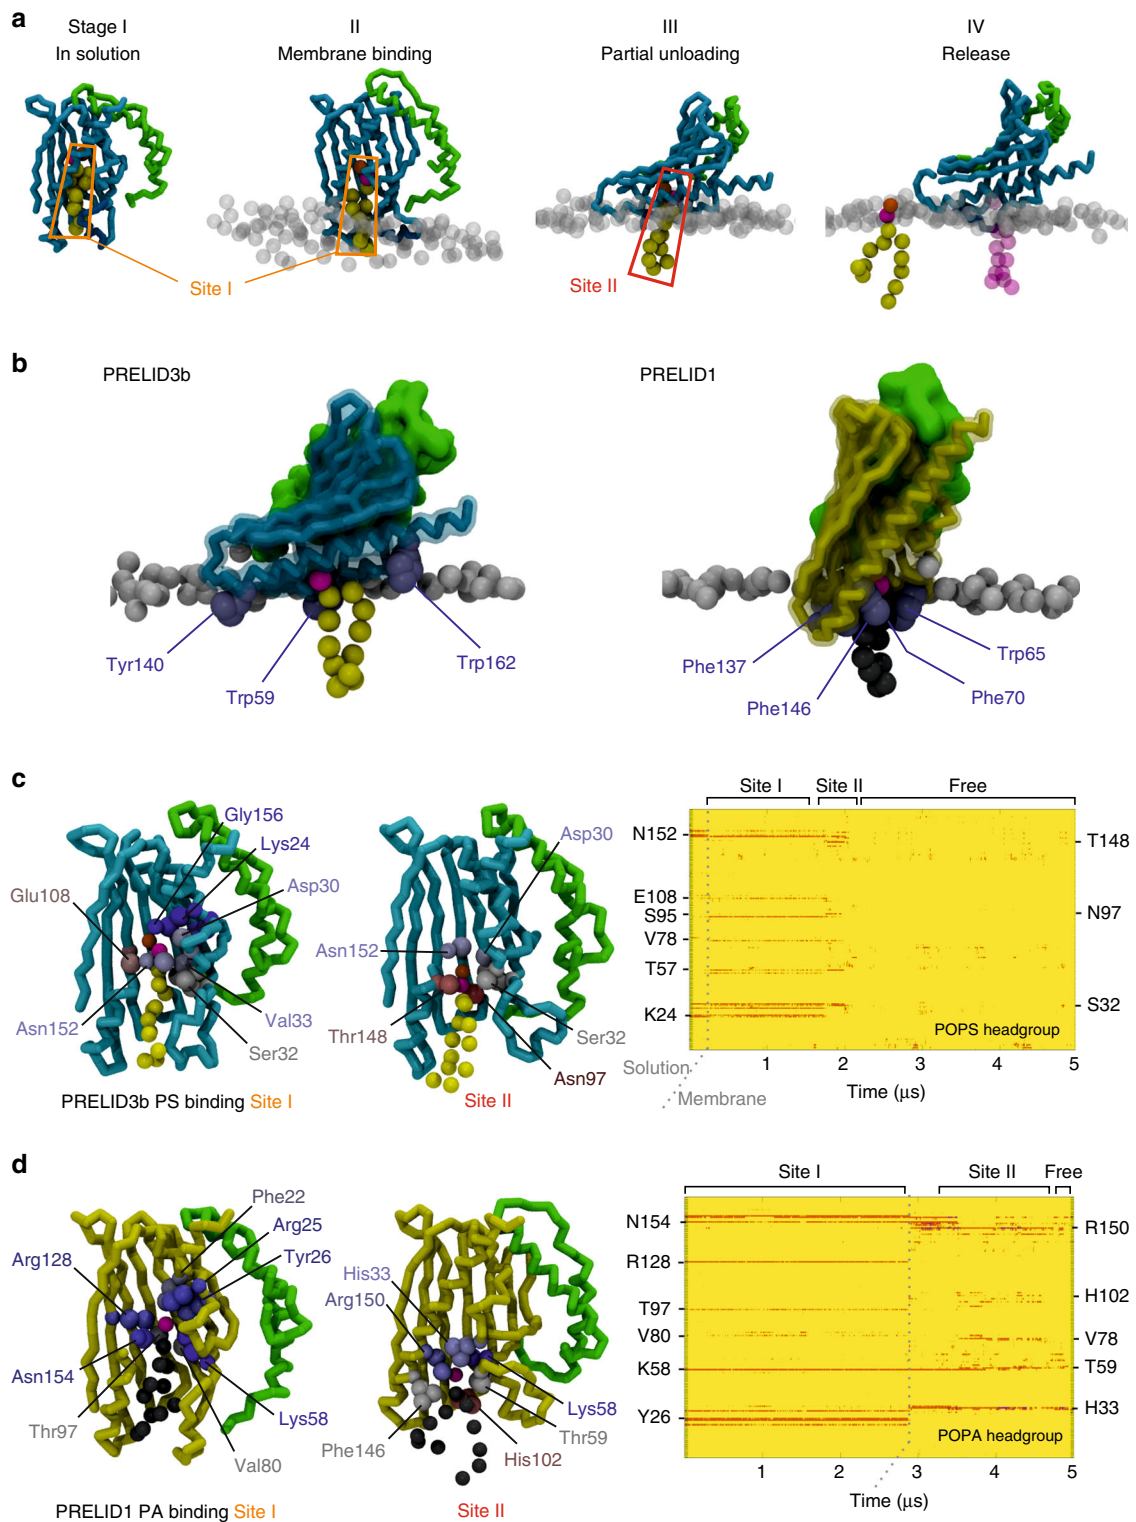 a
Stage I
In solution
II
Membrane binding
III
Partial unloading
IV
Release
Site I
Site II
b
PRELID3b
PRELID1
Tyr140
Trp59
Trp162
Phe137
Phe146
Trp65
Phe70
c
Gly156
Lys24
Asp30
Glu108
Asn152
Val33
Ser32
PRELID3b PS binding Site I
Asp30
Asn152
Thr148
Ser32
Asn97
Site II
Site I
Site II
Free
N152
E108
S95
V78
T57
K24
T148
N97
S32
POPS headgroup
Solution
Membrane
1
2
3
4
5
Time (μs)
d
Phe22
Arg25
Tyr26
Arg128
Asn154
Thr97
Lys58
Val80
PRELID1 PA binding Site I
His33
Arg150
Lys58
Thr59
Phe146
His102
Site II
Site I
Site II
Free
N154
R128
T97
V80
K58
Y26
R150
H102
V78
T59
H33
POPA headgroup
1
2
3
4
5
Time (μs)